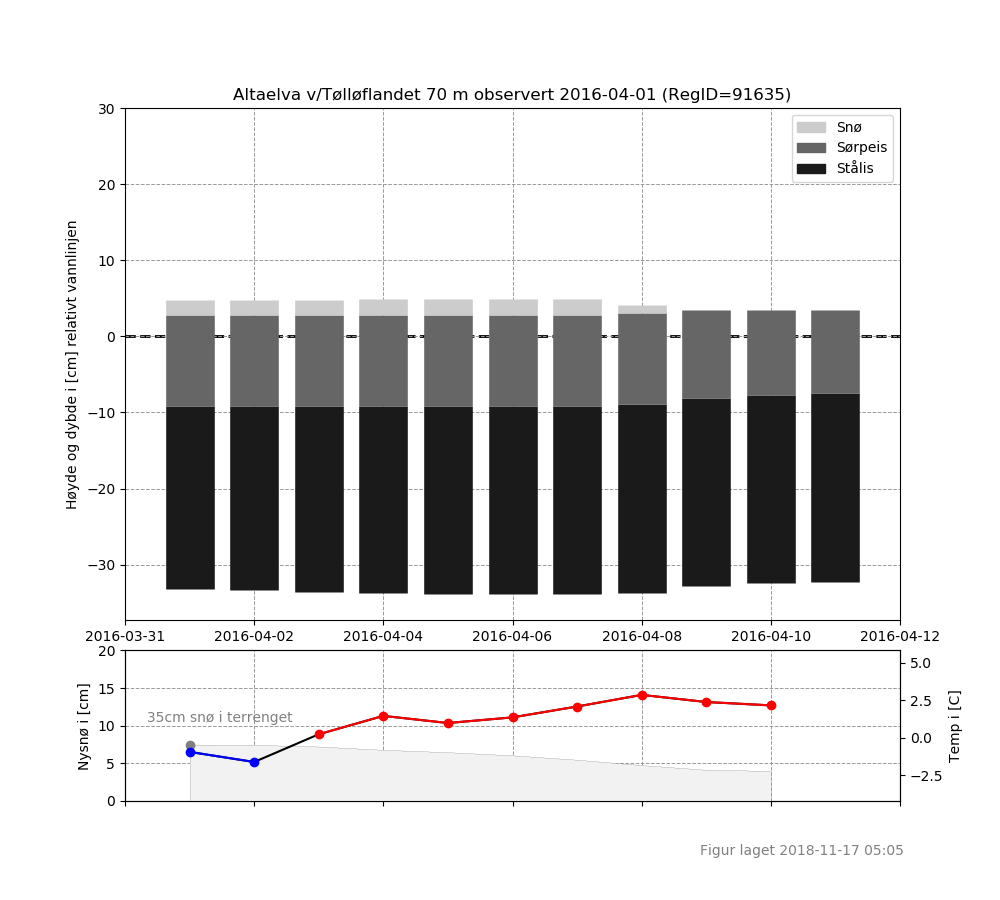 Altaelva v/Tølløflandet 70 m observert 2016-04-01 (RegID=91635)
30
20
10
0
−10
−20
−30
Høyde og dybde i [cm] relativt vannlinjen
Snø
Sørpeis
Stålis
2016-03-31 2016-04-02 2016-04-04 2016-04-06 2016-04-08 2016-04-10 2016-04-12
20
15
10
5
0
Nysnø i [cm]
35cm snø i terrenget
5.0
2.5
0.0
−2.5
Temp i [C]
Figur laget 2018-11-17 05:05